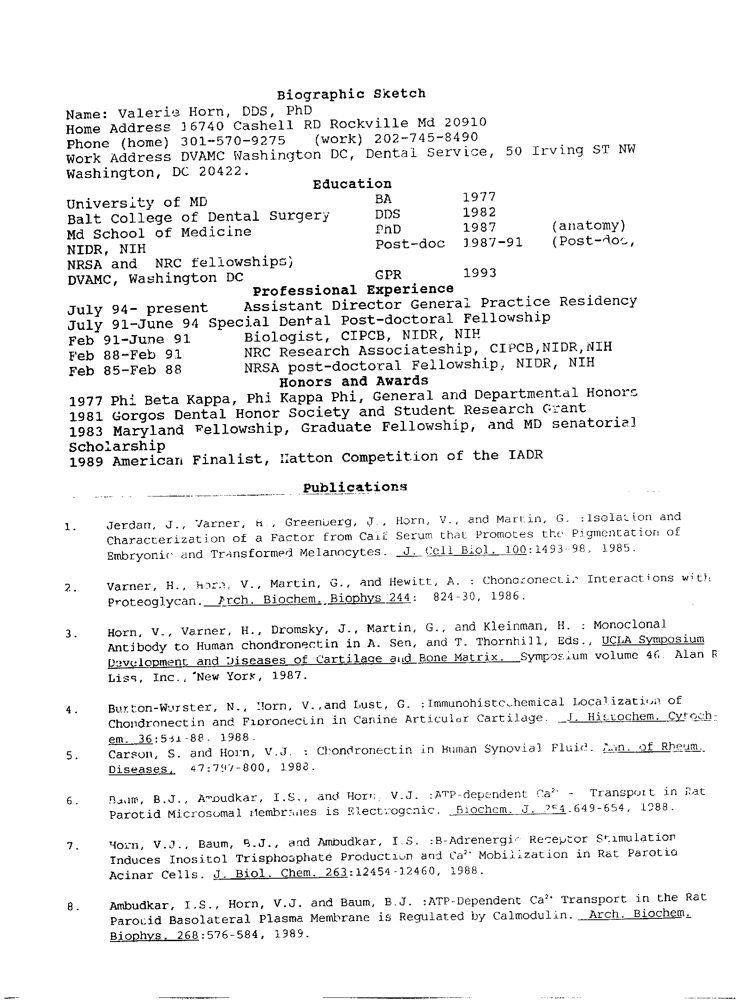 Biographic Sketch
Name: Valerie Horn, DDS, PhD
Home Address 16740 Cashell RD Rockville Md 20910
Phone (home) 301-570-9275 (work) 202-745-8490
Work Address DVAMC Washington DC, Dental Service, 50 Irving ST NW
Washington, DC 20422.
Education
University of MD BA 1977
Balt College of Dental Surgery DDS 1982
Md School of Medicine PhD 1987 (anatomy)
NIDR, NIH Post-doc 1987-91 (Post-doc,
NRSA and NRC fellowships)
DVAMC, Washington DC GPR 1993
Professional Experience
July 94- present Assistant Director General Practice Residency
July 91-June 94 Special Dental Post-doctoral Fellowship
Feb 91-June 91 Biologist, CIPCB, NIDR, NIH
Feb 88-Feb 91 NRC Research Associateship, CIPCB,NIDR,NIH
Feb 85-Feb 88 NRSA post-doctoral Fellowship, NIDR, NIH
Honors and Awards
1977 Phi Beta Kappa, Phi Kappa Phi, General and Departmental Honors
1981 Gorgos Dental Honor Society and Student Research Grant
1983 Maryland Fellowship, Graduate Fellowship, and MD senatorial
Scholarship
1989 American Finalist, Hatton Competition of the IADR
Publications
1. Jerdan, J., Varner, H., Greenberg, J., Horn, V., and Martin, G. :Isolation and
Characterization of a Factor from Calf Serum that Promotes the Pigmentation of
Embryonic and Transformed Melanocytes. J. Cell Biol. 100:1493-98, 1985.
2. Varner, H., Horn, V., Martin, G., and Hewitt, A. : Chondronectin Interactions with
Proteoglycan. Arch. Biochem. Biophys 244: 824-30, 1986.
3. Horn, V., Varner, H., Dromsky, J., Martin, G., and Kleinman, H. : Monoclonal
Antibody to Human chondronectin in A. Sen, and T. Thornhill, Eds., UCLA Symposium
Development and Diseases of Cartilage and Bone Matrix. Symposium volume 46. Alan R
Liss, Inc., New York, 1987.
4. Burton-Wurster, N., Horn, V.,and Lust, G. :Immunohistochemical Localization of
Chondronectin and Fibronectin in Canine Articular Cartilage. J. Histochem. Cytoch-
em. 36:581-88. 1988.
5. Carson, S. and Horn, V.J. : Chondronectin in Human Synovial Fluid. Ann. of Rheum.
Diseases, 47:797-800, 1988.
6. Baum, B.J., Ambudkar, I.S., and Horn, V.J. :ATP-dependent Ca²⁺ - Transport in Rat
Parotid Microsomal Membranes is Electrogenic. Biochem. J. 254.649-654, 1988.
7. Horn, V.J., Baum, B.J., and Ambudkar, I.S. :B-Adrenergic Receptor Stimulation
Induces Inositol Trisphosphate Production and Ca²⁺ Mobilization in Rat Parotid
Acinar Cells. J. Biol. Chem. 263:12454-12460, 1988.
8. Ambudkar, I.S., Horn, V.J. and Baum, B.J. :ATP-Dependent Ca²⁺ Transport in the Rat
Parotid Basolateral Plasma Membrane is Regulated by Calmodulin. Arch. Biochem.
Biophys. 268:576-584, 1989.